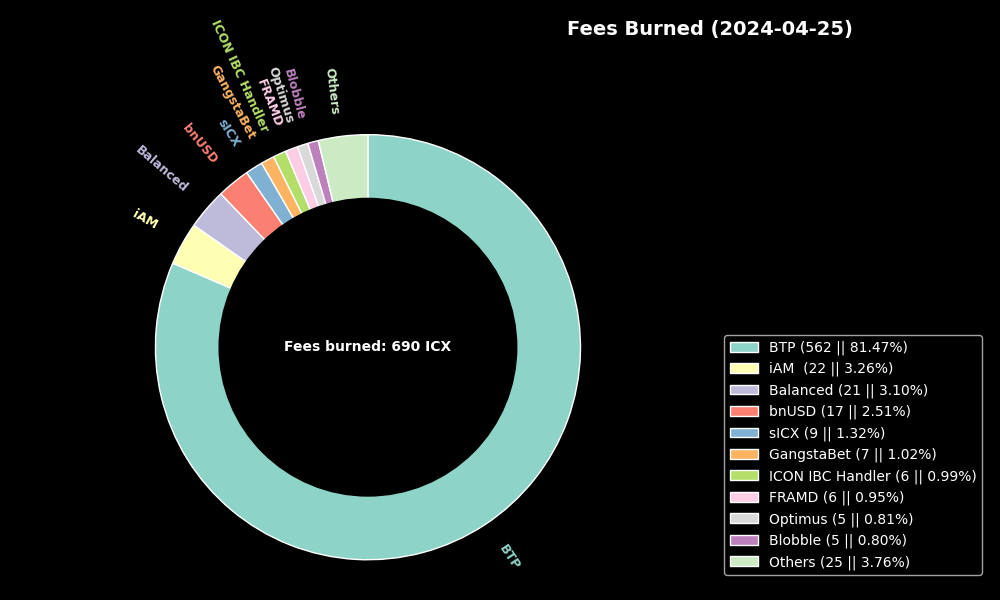 Fees Burned (2024-04-25)
ICON IBC Handler
GangstaBet
FRAMD
Optimus
Blobble
Others
sICX
bnUSD
Balanced
iAM
Fees burned: 690 ICX
BTP
BTP (562 || 81.47%)
iAM  (22 || 3.26%)
Balanced (21 || 3.10%)
bnUSD (17 || 2.51%)
sICX (9 || 1.32%)
GangstaBet (7 || 1.02%)
ICON IBC Handler (6 || 0.99%)
FRAMD (6 || 0.95%)
Optimus (5 || 0.81%)
Blobble (5 || 0.80%)
Others (25 || 3.76%)